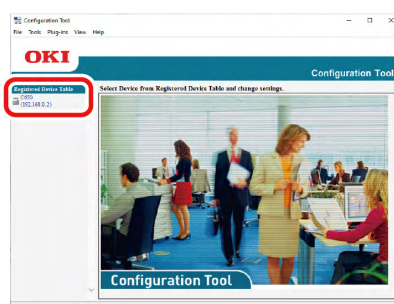 Configuration Tool
File Tools Plug-ins View Help
OKI
Configuration Tool
Registered Device Table
Select Device from Registered Device Table and change settings.
C650
(192.168.0.2)
Configuration Tool